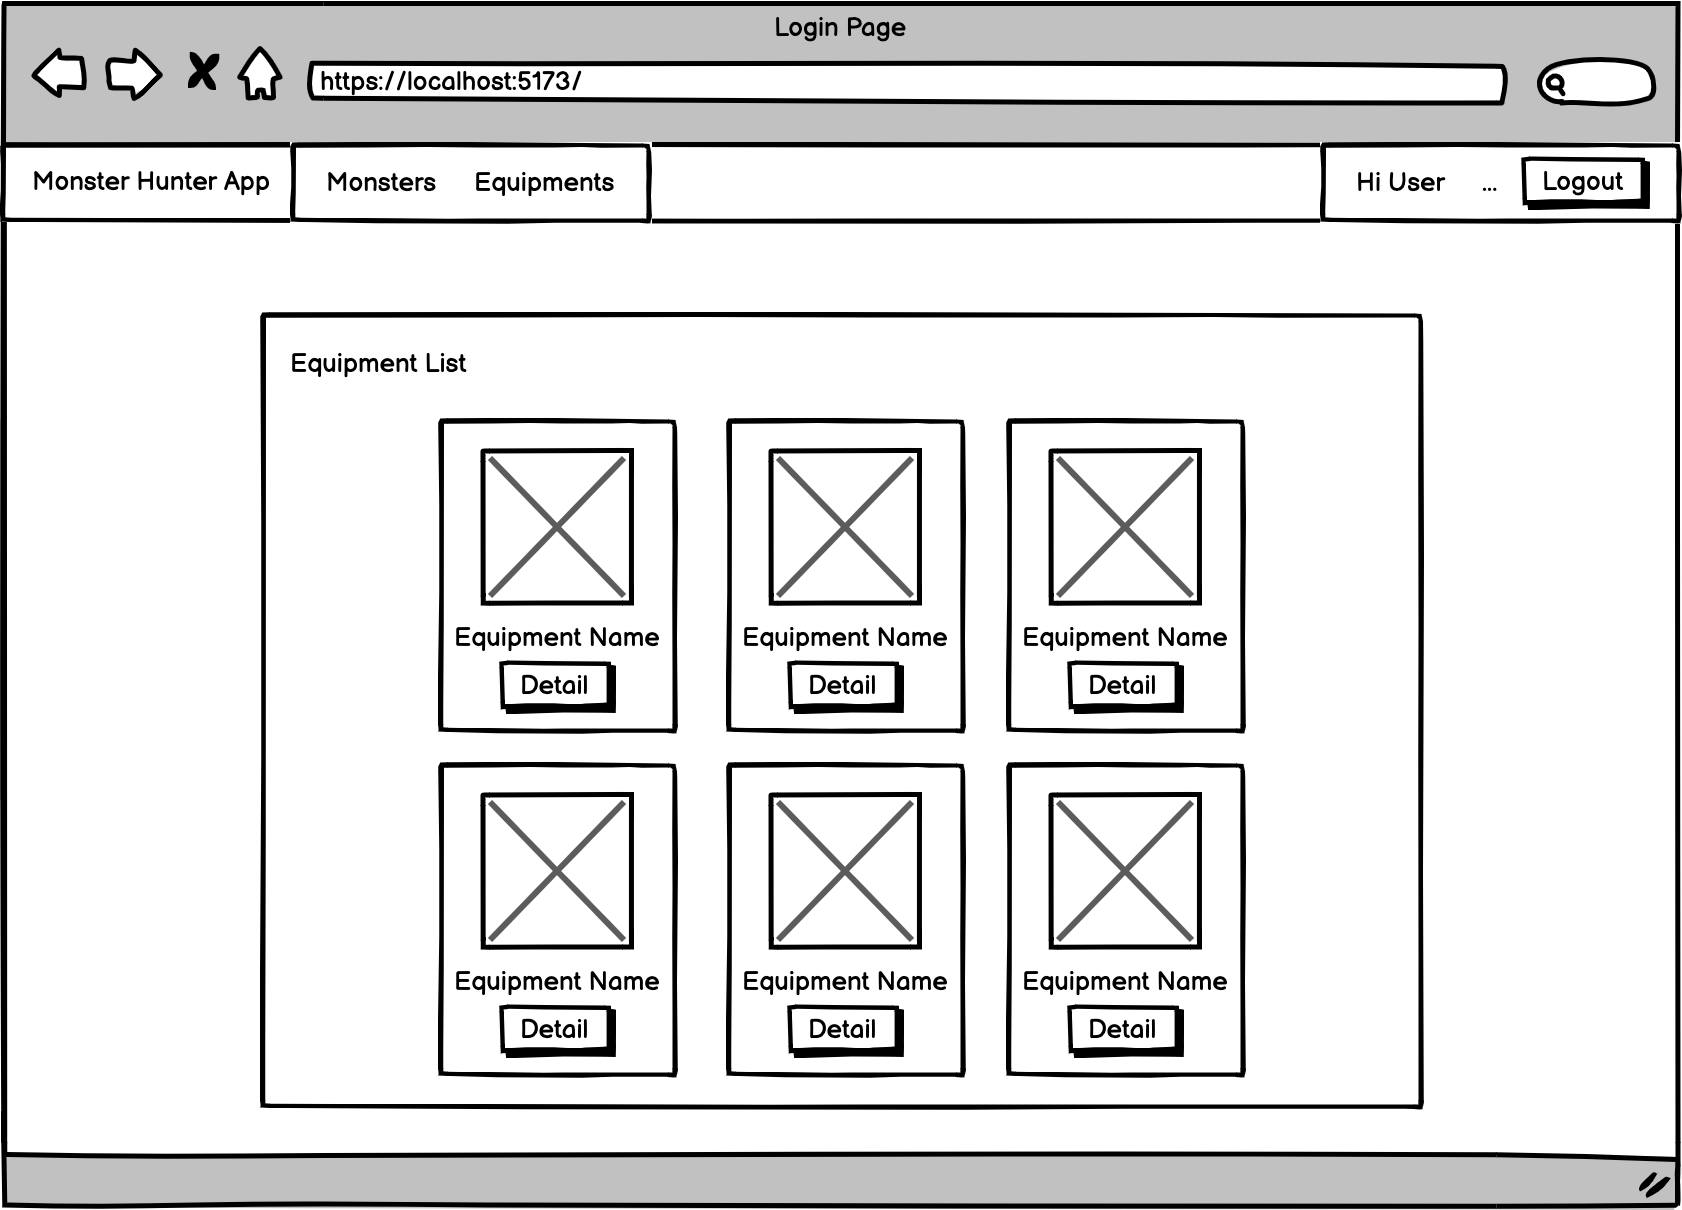 Login Page
https://localhost:5173/
Monster Hunter App Monsters Equipments Hi User ... Logout
Equipment List
Equipment Name Equipment Name Equipment Name
Detail Detail Detail
Equipment Name Equipment Name Equipment Name
Detail Detail Detail